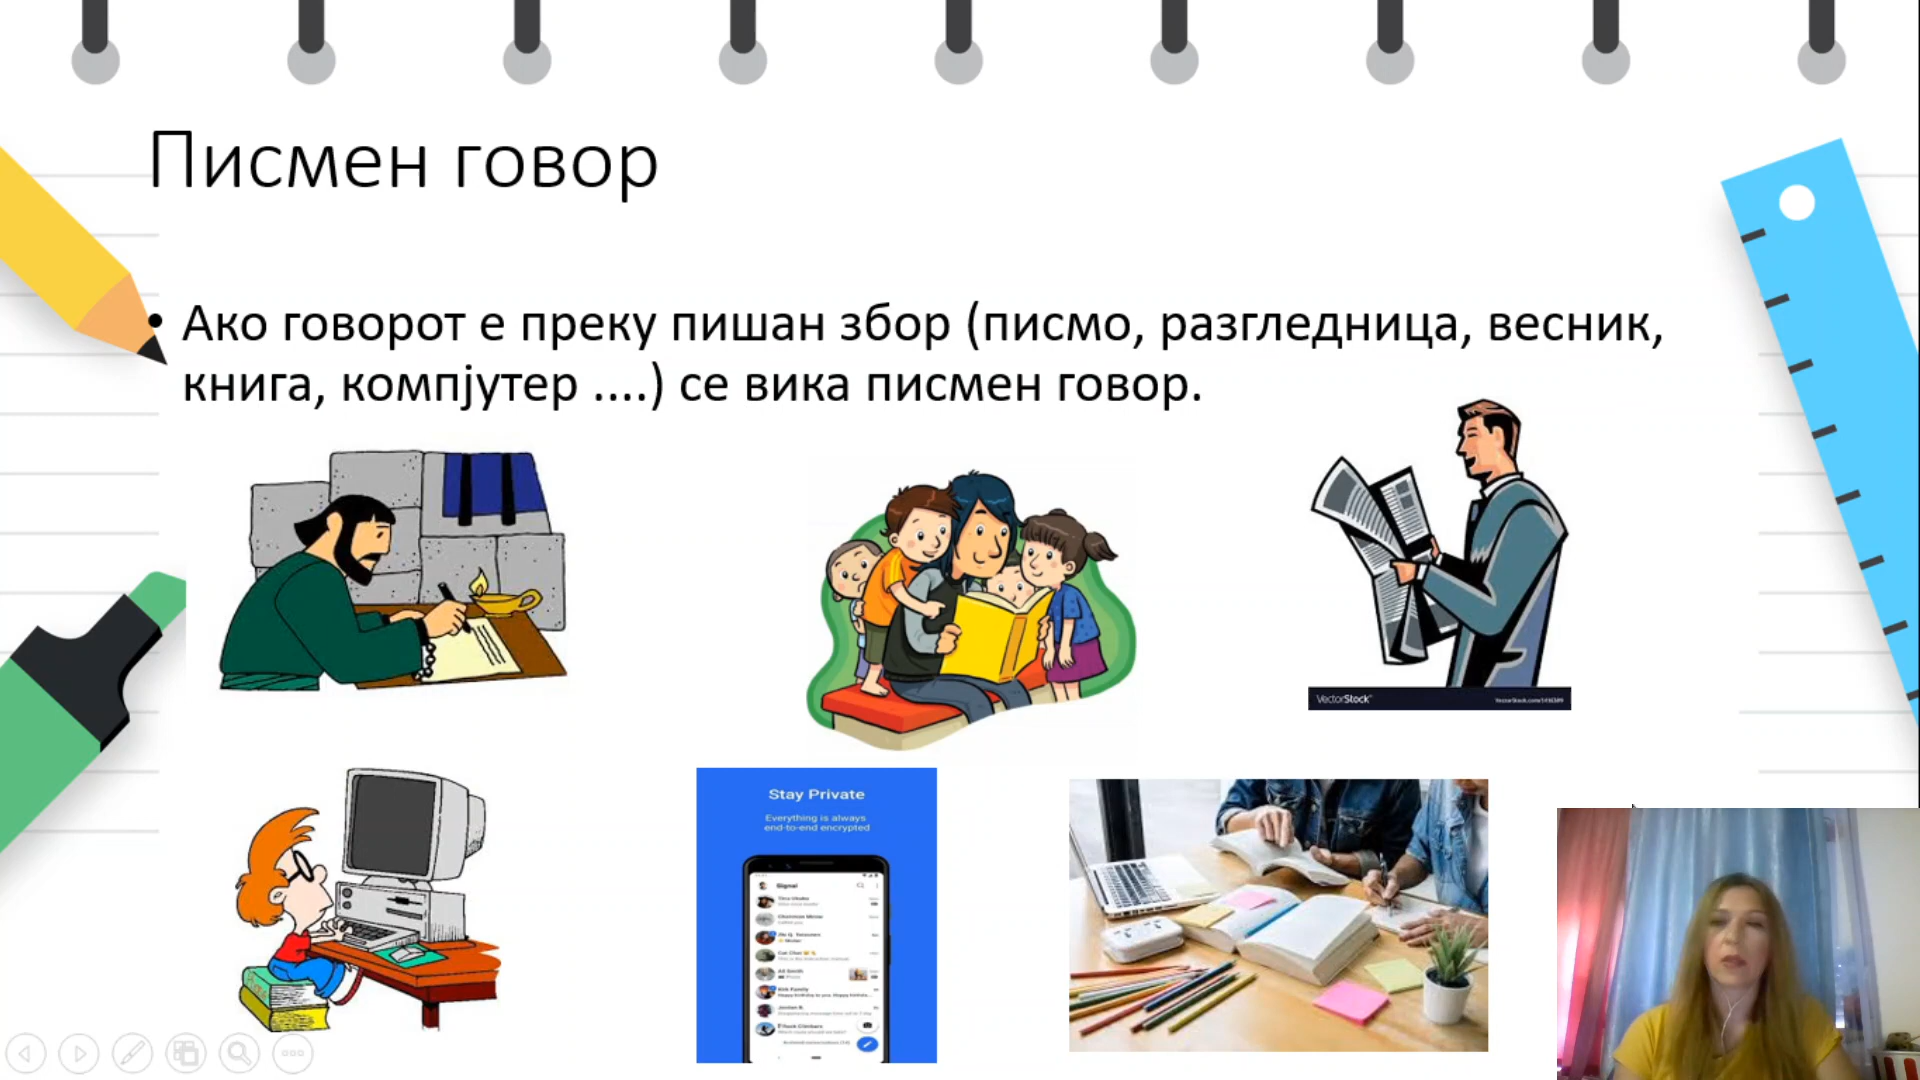 Писмен говор
• Ако говорот е преку пишан збор (писмо, разгледница, весник,
книга, компјутер ....) се вика писмен говор.
VectorStock
Stay Private
Everything is always
end-to-end encrypted
Signal